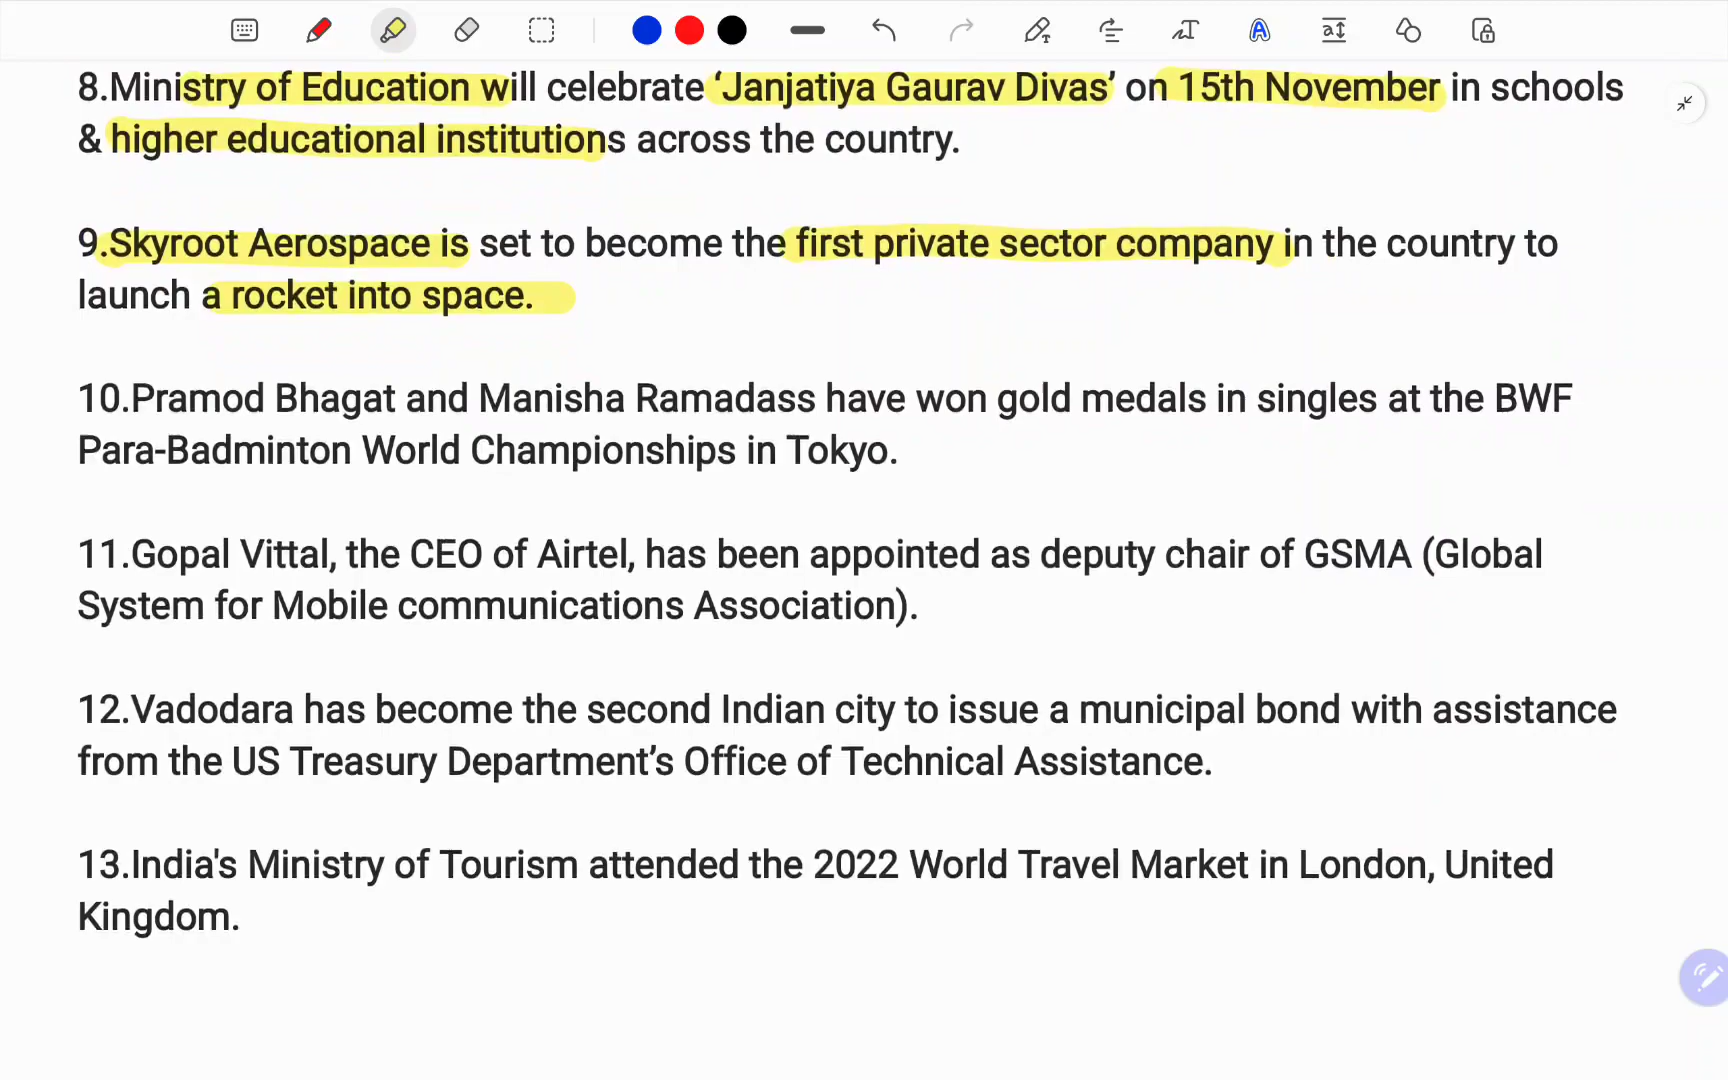 8.Ministry of Education will celebrate ‘Janjatiya Gaurav Divas’ on 15th November in schools
& higher educational institutions across the country.
9.Skyroot Aerospace is set to become the first private sector company in the country to
launch a rocket into space.
10.Pramod Bhagat and Manisha Ramadass have won gold medals in singles at the BWF
Para-Badminton World Championships in Tokyo.
11.Gopal Vittal, the CEO of Airtel, has been appointed as deputy chair of GSMA (Global
System for Mobile communications Association).
12.Vadodara has become the second Indian city to issue a municipal bond with assistance
from the US Treasury Department’s Office of Technical Assistance.
13.India's Ministry of Tourism attended the 2022 World Travel Market in London, United
Kingdom.